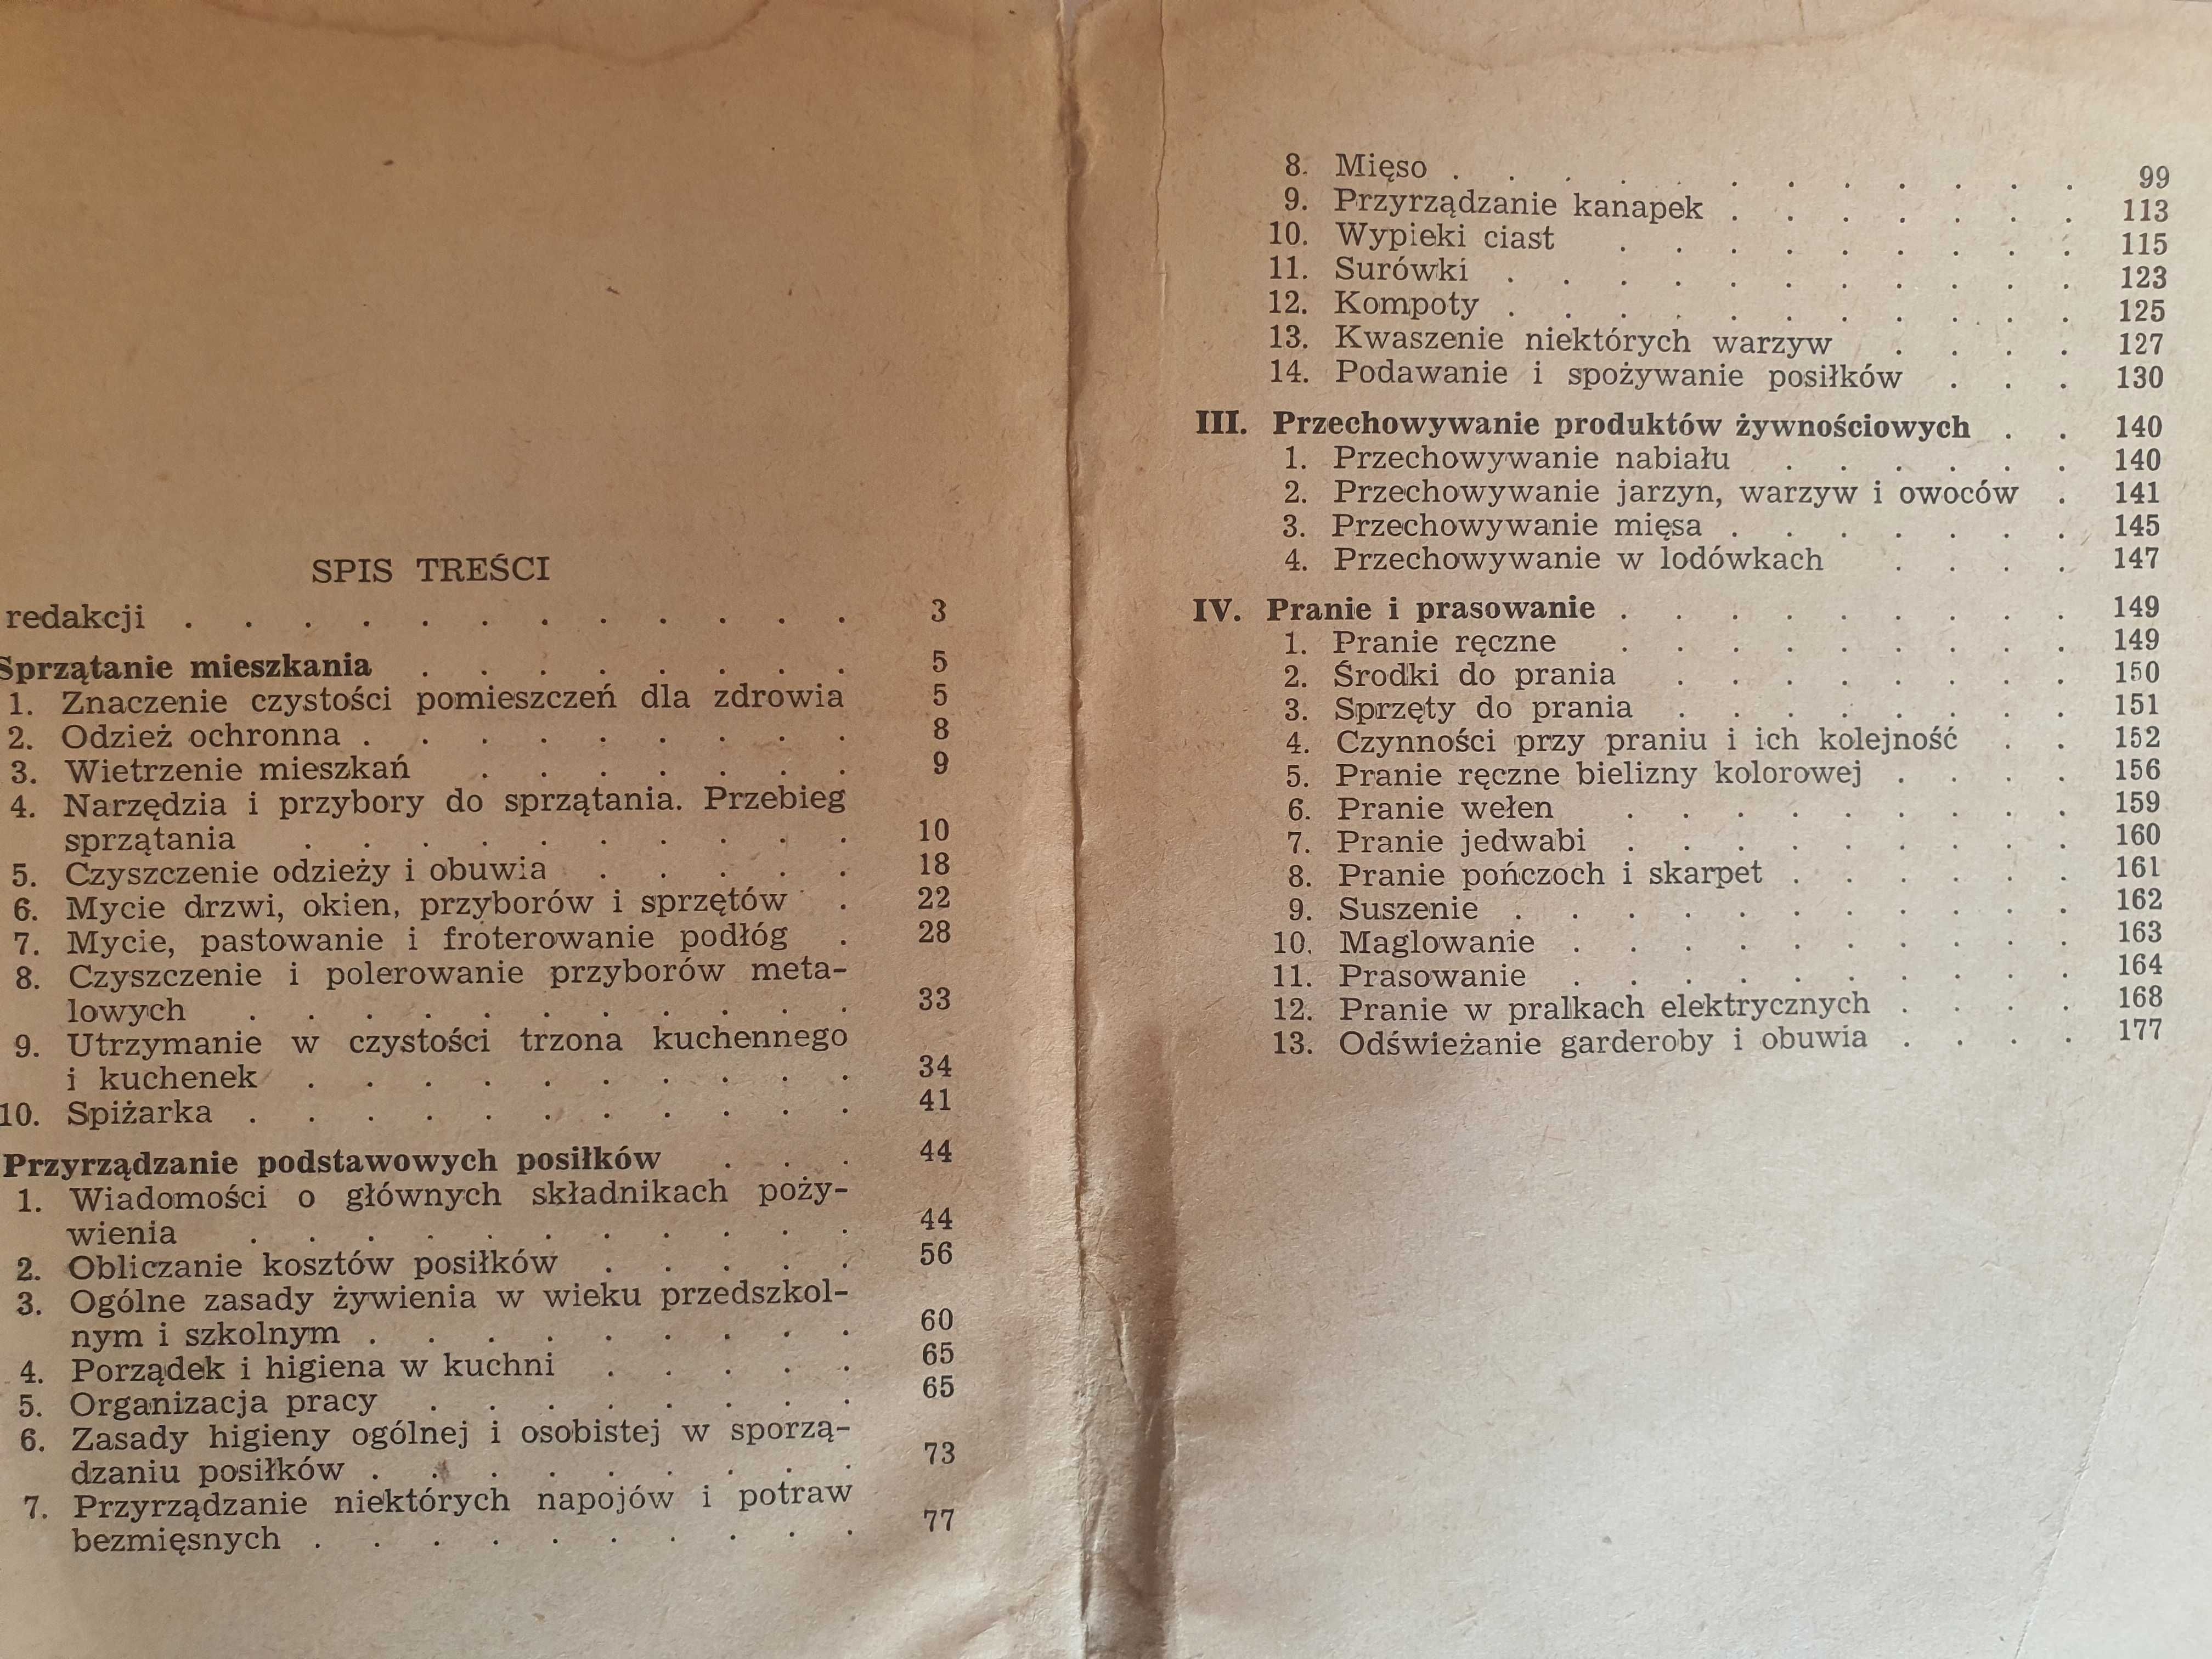 SPIS TREŚCI
redakcji . . . . . . . . . . . . 3
Sprzątanie mieszkania . . . . . . . . 5
1. Znaczenie czystości pomieszczeń dla zdrowia 5
2. Odzież ochronna . . . . . . . . . 8
3. Wietrzenie mieszkań . . . . . . . 9
4. Narzędzia i przybory do sprzątania. Przebieg
sprzątania . . . . . . . . . . 10
5. Czyszczenie odzieży i obuwia . . . . . 18
6. Mycie drzwi, okien, przyborów i sprzętów . 22
7. Mycie, pastowanie i froterowanie podłóg . 28
8. Czyszczenie i polerowanie przyborów meta-
lowych . . . . . . . . . . . 33
9. Utrzymanie w czystości trzona kuchennego
i kuchenek . . . . . . . . . . 34
10. Spiżarka . . . . . . . . . . . 41
Przyrządzanie podstawowych posiłków . . . 44
1. Wiadomości o głównych składnikach poży-
wienia . . . . . . . . . . . 44
2. Obliczanie kosztów posiłków . . . . . 56
3. Ogólne zasady żywienia w wieku przedszkol-
nym i szkolnym . . . . . . . . . 60
4. Porządek i higiena w kuchni . . . . . 65
5. Organizacja pracy . . . . . . . . 65
6. Zasady higieny ogólnej i osobistej w sporzą-
dzaniu posiłków . . . . . . . . . 73
7. Przyrządzanie niektórych napojów i potraw
bezmięsnych . . . . . . . . . . 77
8. Mięso . . . . . . . . . . . . 99
9. Przyrządzanie kanapek . . . . . . . 113
10. Wypieki ciast . . . . . . . . . 115
11. Surówki . . . . . . . . . . . 123
12. Kompoty . . . . . . . . . . . 125
13. Kwaszenie niektórych warzyw . . . . 127
14. Podawanie i spożywanie posiłków . . . 130
III. Przechowywanie produktów żywnościowych . . 140
1. Przechowywanie nabiału . . . . . . 140
2. Przechowywanie jarzyn, warzyw i owoców . 141
3. Przechowywanie mięsa . . . . . . . 145
4. Przechowywanie w lodówkach . . . . 147
IV. Pranie i prasowanie . . . . . . . . . 149
1. Pranie ręczne . . . . . . . . . 149
2. Środki do prania . . . . . . . . 150
3. Sprzęty do prania . . . . . . . . 151
4. Czynności przy praniu i ich kolejność . . 152
5. Pranie ręczne bielizny kolorowej . . . . 156
6. Pranie wełen . . . . . . . . . 159
7. Pranie jedwabi . . . . . . . . . 160
8. Pranie pończoch i skarpet . . . . . . 161
9. Suszenie . . . . . . . . . . . 162
10. Maglowanie . . . . . . . . . . 163
11. Prasowanie . . . . . . . . . . 164
12. Pranie w pralkach elektrycznych . . . . 168
13. Odświeżanie garderoby i obuwia . . . . 177